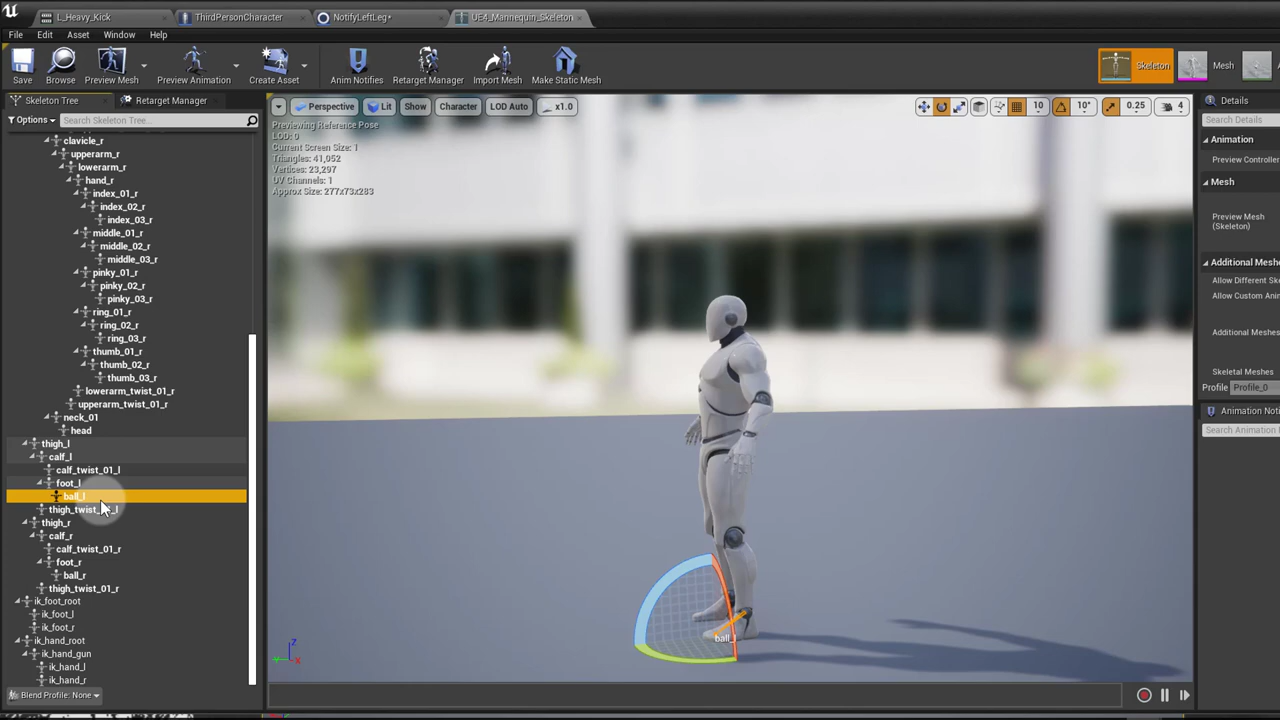 L_Heavy_Kick
ThirdPersonCharacter
NotifyLeftLeg*
UE4_Mannequin_Skeleton
File Edit Asset Window Help
Save
Browse
Preview Mesh
Preview Animation
Create Asset
Anim Notifies
Retarget Manager
Import Mesh
Make Static Mesh
Skeleton
Mesh
Skeleton Tree
Retarget Manager
Options
Search Skeleton Tree...
clavicle_r
upperarm_r
lowerarm_r
hand_r
index_01_r
index_02_r
index_03_r
middle_01_r
middle_02_r
middle_03_r
pinky_01_r
pinky_02_r
pinky_03_r
ring_01_r
ring_02_r
ring_03_r
thumb_01_r
thumb_02_r
thumb_03_r
lowerarm_twist_01_r
upperarm_twist_01_r
neck_01
head
thigh_l
calf_l
calf_twist_01_l
foot_l
ball_l
thigh_twist_01_l
thigh_r
calf_r
calf_twist_01_r
foot_r
ball_r
thigh_twist_01_r
ik_foot_root
ik_foot_l
ik_foot_r
ik_hand_root
ik_hand_gun
ik_hand_l
ik_hand_r
Blend Profile: None
Perspective
Lit
Show
Character
LOD Auto
x1.0
10
10°
0.25
4
Previewing Reference Pose
LOD: 0
Current Screen Size: 1
Triangles: 41,052
Vertices: 23,297
UV Channels: 1
Approx Size: 277x73x283
ball_l
Z
Y
X
Details
Search Details
Animation
Preview Controller
Mesh
Preview Mesh
(Skeleton)
Additional Meshe
Allow Different Ske
Allow Custom Anim
Additional Meshes
Skeletal Meshes
Profile Profile_0
Animation Noti
Search Animation